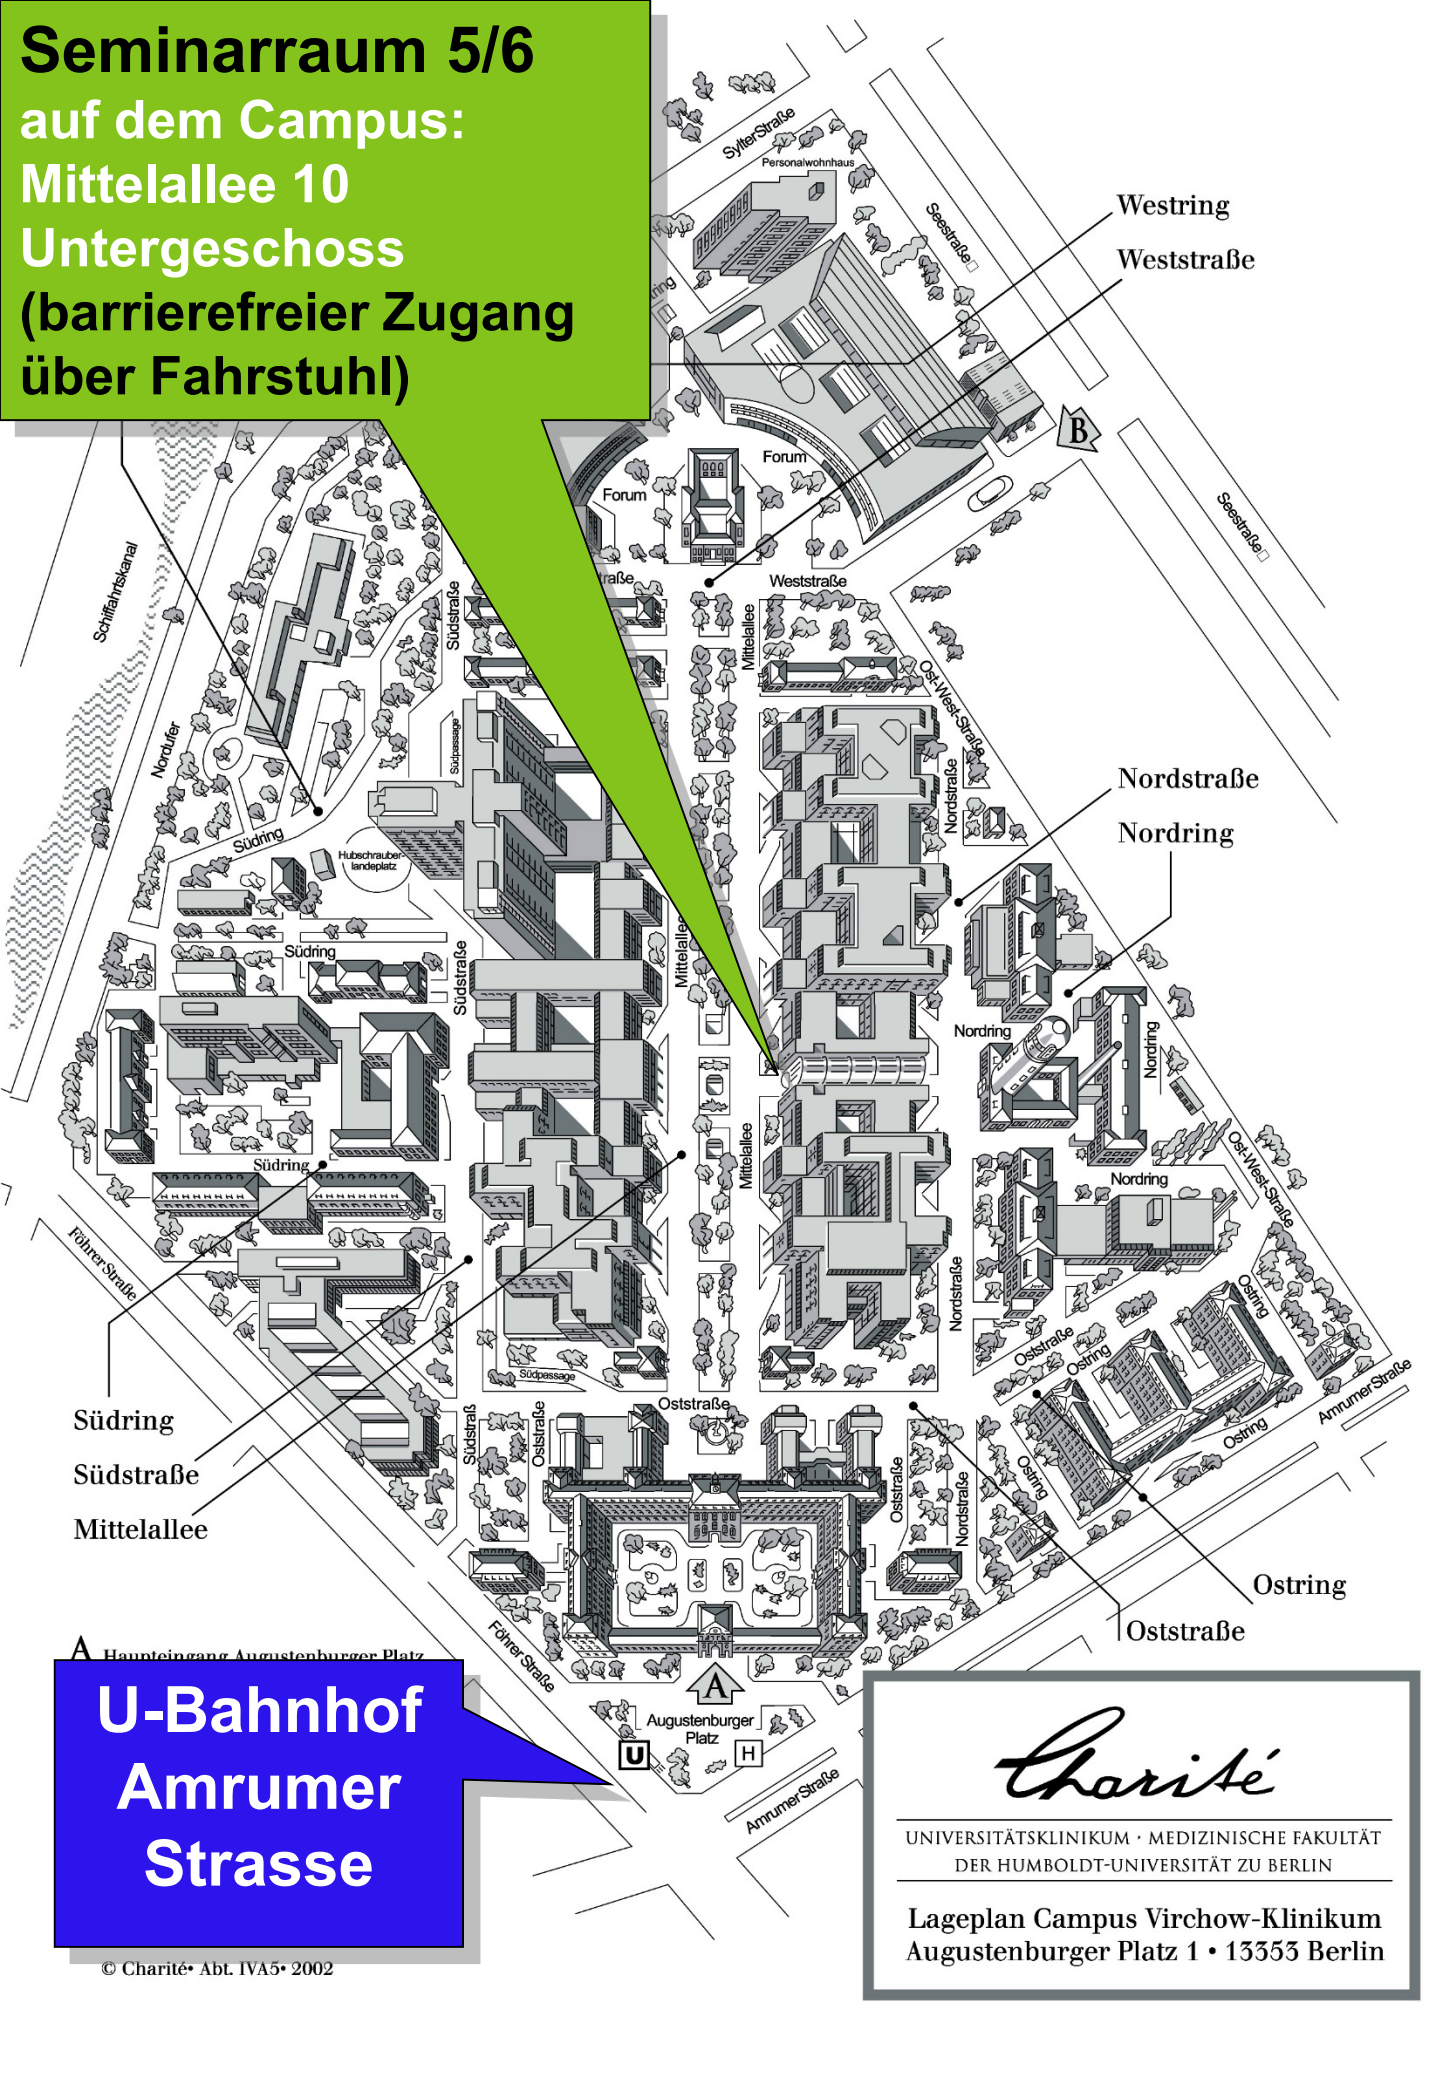 Seminarraum 5/6
auf dem Campus:
Mittelallee 10
Untergeschoss
(barrierefreier Zugang
über Fahrstuhl)
Sylter Straße
Personalwohnhaus
Seestraße
Westring
Weststraße
B
Forum
Forum
Seestraße
Schiffahrtskanal
Südstraße
Weststraße
Mittelallee
Ost-West-Straße
Nordufer
Südpassage
Nordstraße
Nordstraße
Nordring
Südring
Hubschrauber-
landeplatz
Südring
Südstraße
Mittelallee
Nordring
Nordring
Südring
Mittelallee
Nordring
Ost-West-Straße
Föhrer Straße
Nordstraße
Ostring
Oststraße
Ostring
Südpassage
Amrumer Straße
Südring
Südstraße
Mittelallee
Südstraß
Oststraße
Oststraße
Oststraße
Nordstraße
Ostring
Ostring
Ostring
Oststraße
Föhrer Straße
A Haupteingang Augustenburger Platz
U-Bahnhof
Amrumer
Strasse
A
Augustenburger
Platz
U
H
Amrumer Straße
Charité
UNIVERSITÄTSKLINIKUM · MEDIZINISCHE FAKULTÄT
DER HUMBOLDT-UNIVERSITÄT ZU BERLIN
Lageplan Campus Virchow-Klinikum
Augustenburger Platz 1 • 13353 Berlin
© Charité• Abt. IVA5• 2002